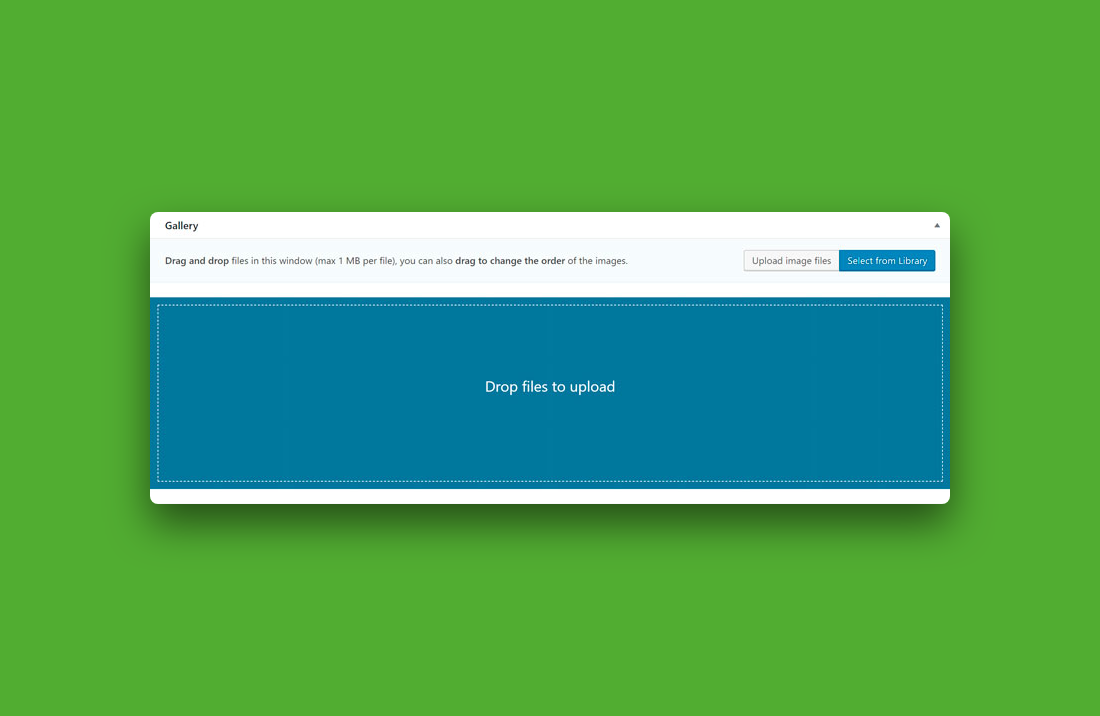 Gallery
Drag and drop files in this window (max 1 MB per file), you can also drag to change the order of the images.
Upload image files
Select from Library
Drop files to upload